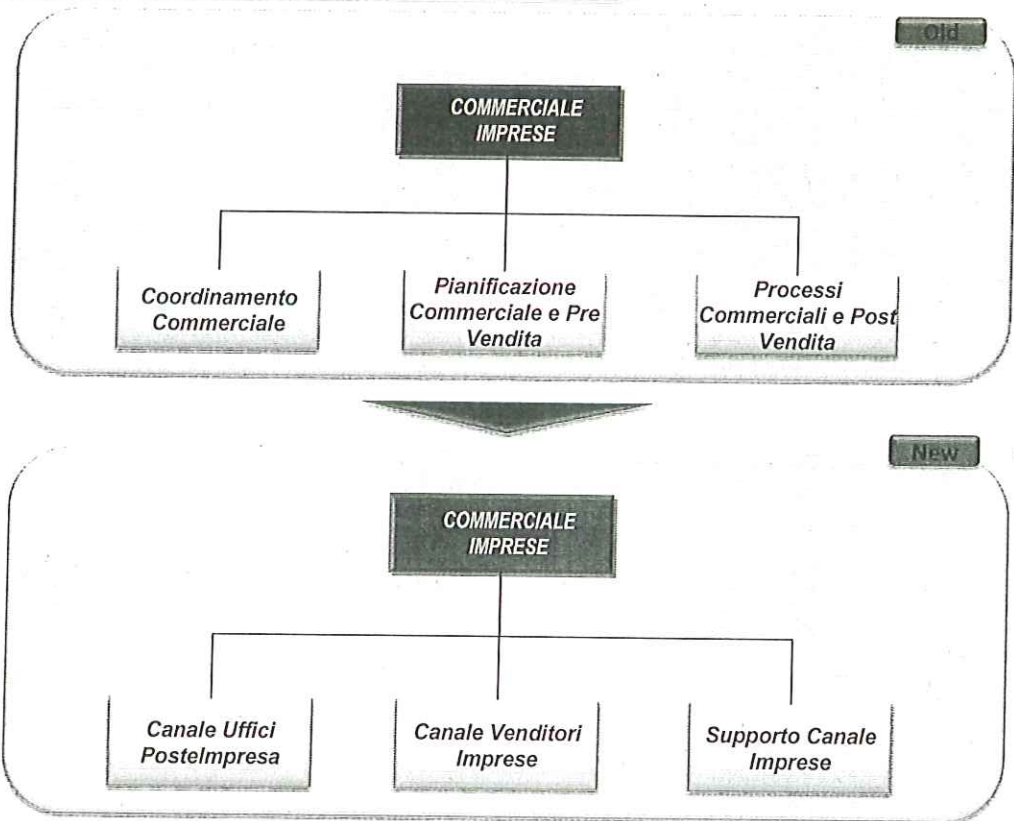 Old
COMMERCIALE
IMPRESE
Coordinamento
Commerciale
Pianificazione
Commerciale e Pre
Vendita
Processi
Commerciali e Post
Vendita
New
COMMERCIALE
IMPRESE
Canale Uffici
PosteImpresa
Canale Venditori
Imprese
Supporto Canale
Imprese